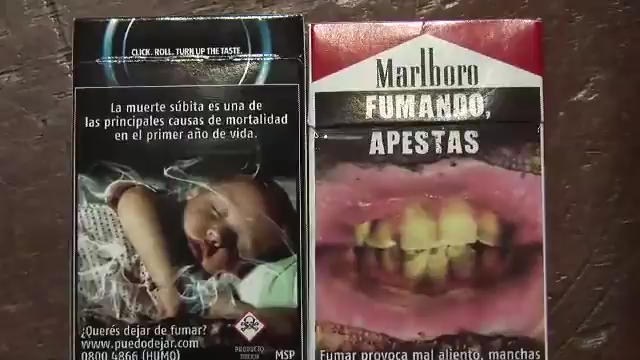 CLICK. ROLL. TURN UP THE TASTE.
La muerte súbita es una de
las principales causas de mortalidad
en el primer año de vida.
¿Querés dejar de fumar?
www.puedodejar.com
0800 4866 (HUMO)
PRODUCTO
TÓXICO
MSP
Marlboro
FUMANDO,
APESTAS
Fumar provoca mal aliento, manchas